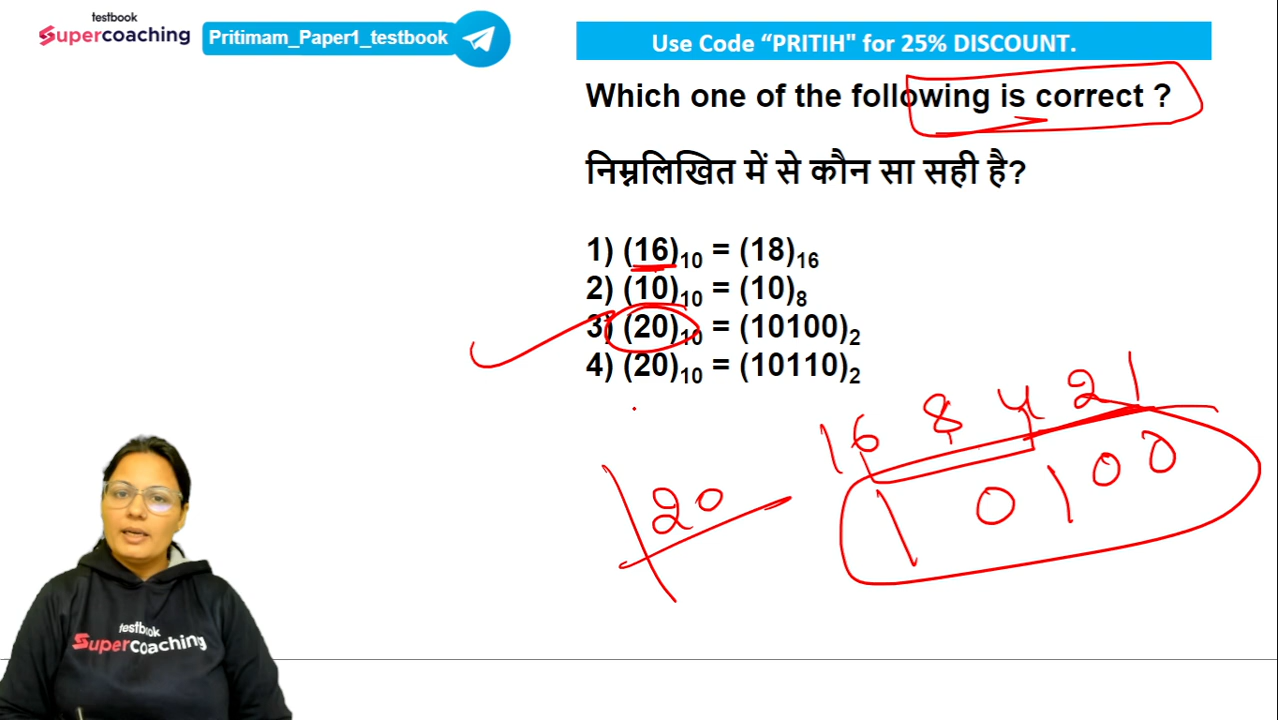 testbook
Supercoaching
Pritimam_Paper1_testbook
Use Code “PRITIH" for 25% DISCOUNT.
Which one of the following is correct ?
निम्नलिखित में से कौन सा सही है?
1) (16)₁₀ = (18)₁₆
2) (10)₁₀ = (10)₈
3) (20)₁₀ = (10100)₂
4) (20)₁₀ = (10110)₂
16 8 4 2 1
20
1 0 1 0 0
testbook
Supercoaching